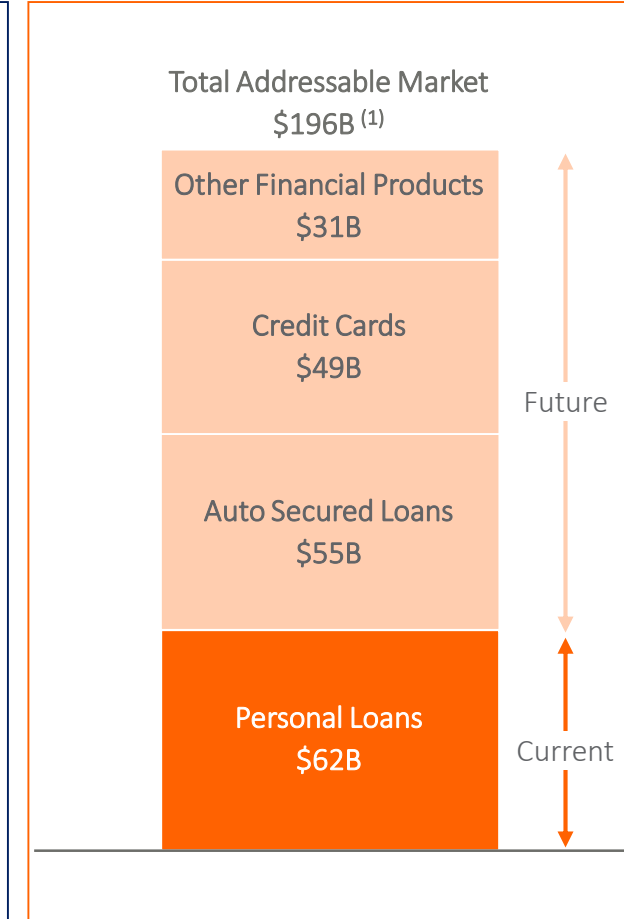 Total Addressable Market
$196B (1)
Other Financial Products
$31B
Credit Cards
$49B
Future
Auto Secured Loans
$55B
Personal Loans
$62B
Current